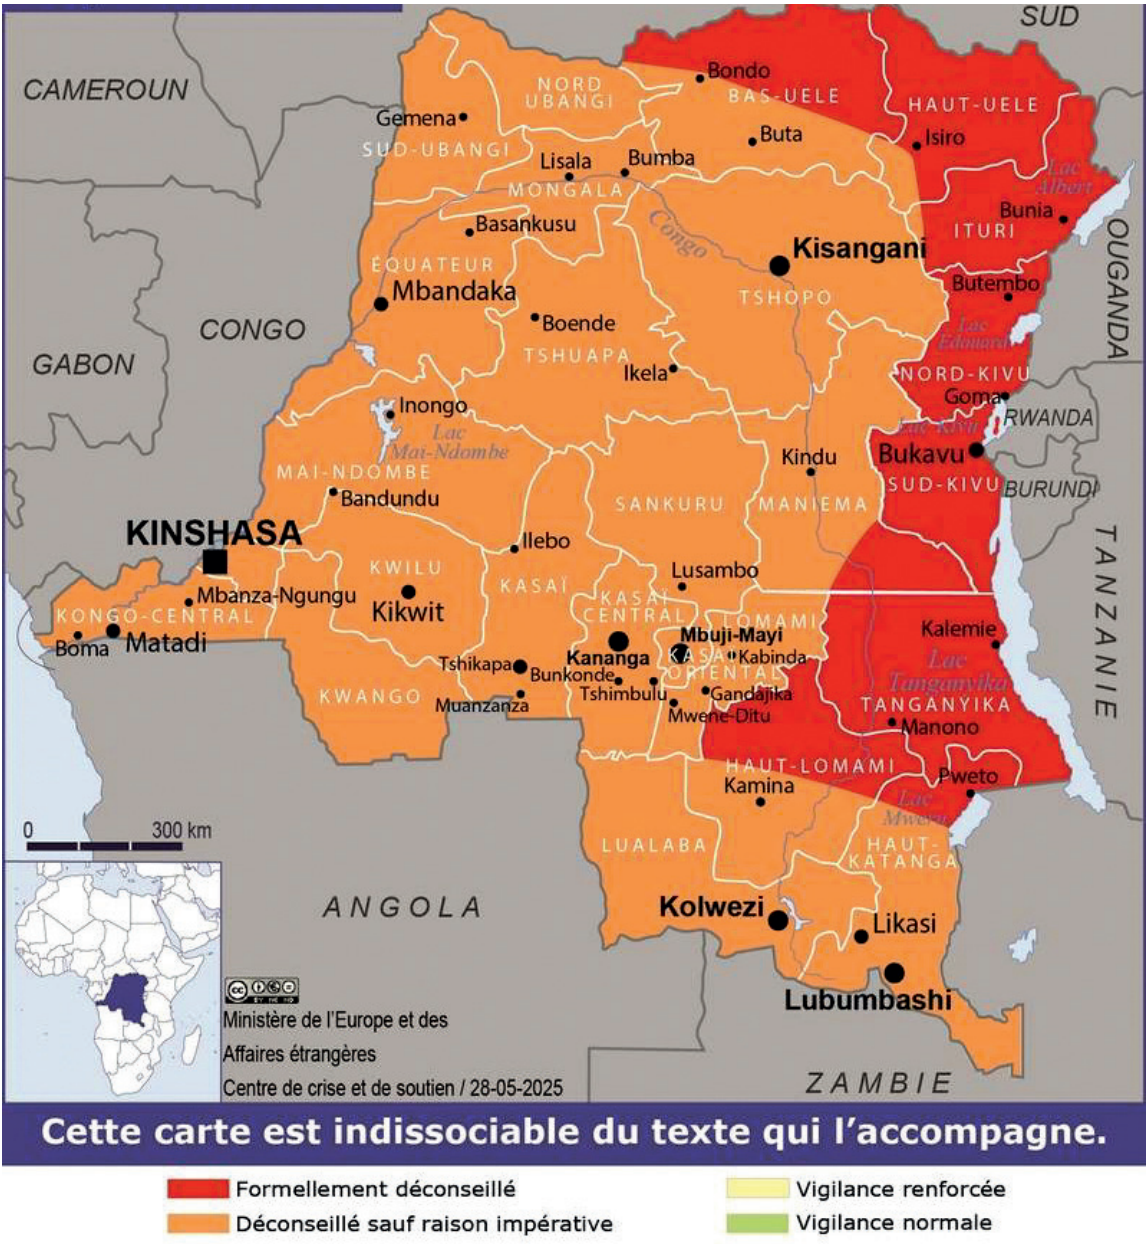 SUD
CAMEROUN
Bondo
NORD
UBANGI
BAS-UELE
HAUT-UELE
Gemena
Buta
Isiro
SUD-UBANGI
Lisala
Bumba
Lac
Albert
MONGALA
Bunia
Basankusu
Congo
ITURI
OUGANDA
Kisangani
ÉQUATEUR
Mbandaka
Butembo
TSHOPO
CONGO
Boende
Lac
Edouard
GABON
TSHUAPA
Ikela
NORD-KIVU
Goma
Inongo
RWANDA
Lac Kivu
Lac
Mai-Ndombe
Kindu
Bukavu
MAI-NDOMBE
SUD-KIVU
BURUNDI
Bandundu
SANKURU
MANIEMA
KINSHASA
Ilebo
TANZANIE
KWILU
KASAÏ
Lusambo
Mbanza-Ngungu
KASAÏ
CENTRAL
KONGO-CENTRAL
Kikwit
LOMAMI
Boma
Matadi
Mbuji-Mayi
Kalemie
Kananga
KASAÏ
ORIENTAL
Kabinda
Lac
Tanganyika
Tshikapa
Bunkonde
KWANGO
Tshimbulu
Gandajika
TANGANYIKA
Muanzanza
Mwene-Ditu
Manono
HAUT-LOMAMI
Pweto
Kamina
Lac
Mweru
0
300 km
LUALABA
HAUT-
KATANGA
ANGOLA
Kolwezi
Likasi
Lubumbashi
cc
BY NC ND
Ministère de l’Europe et des
Affaires étrangères
Centre de crise et de soutien / 28-05-2025
ZAMBIE
Cette carte est indissociable du texte qui l’accompagne.
Formellement déconseillé
Vigilance renforcée
Déconseillé sauf raison impérative
Vigilance normale